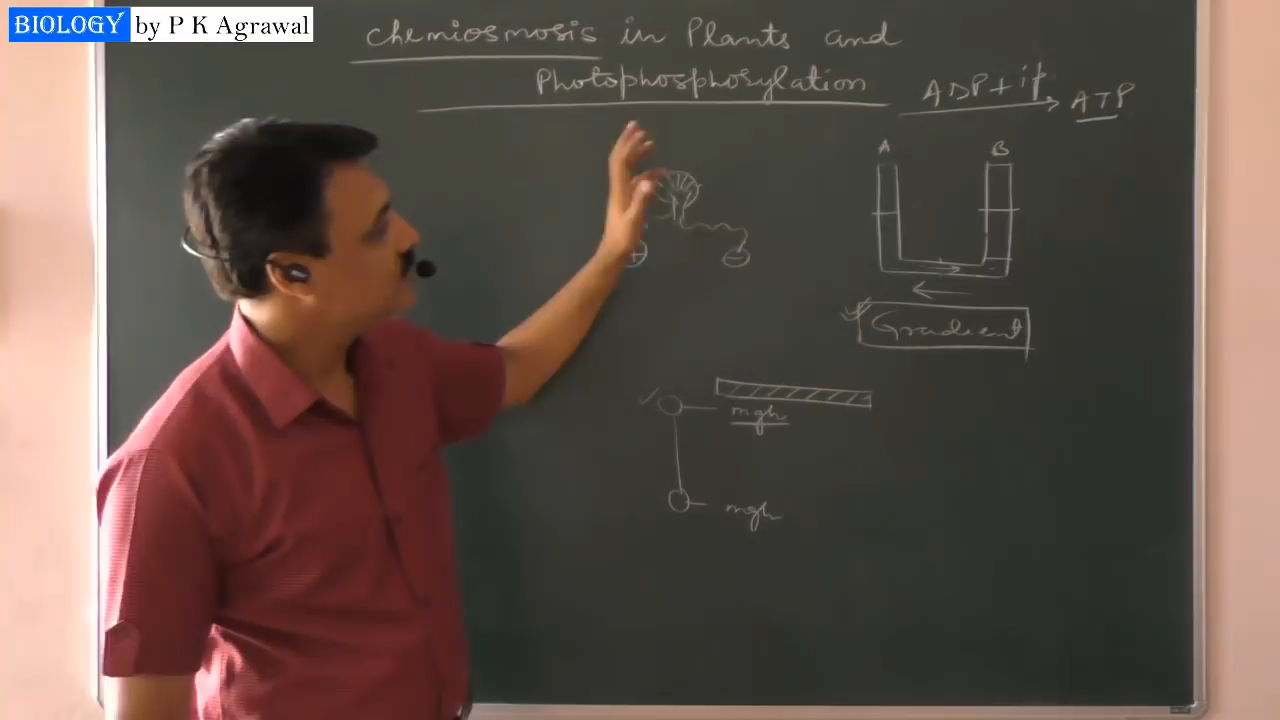 BIOLOGY by P K Agrawal
chemiosmosis in Plants and
Photophosphorylation
ADP + ip
ATP
A B
+ -
Gradient
mgh
mgh